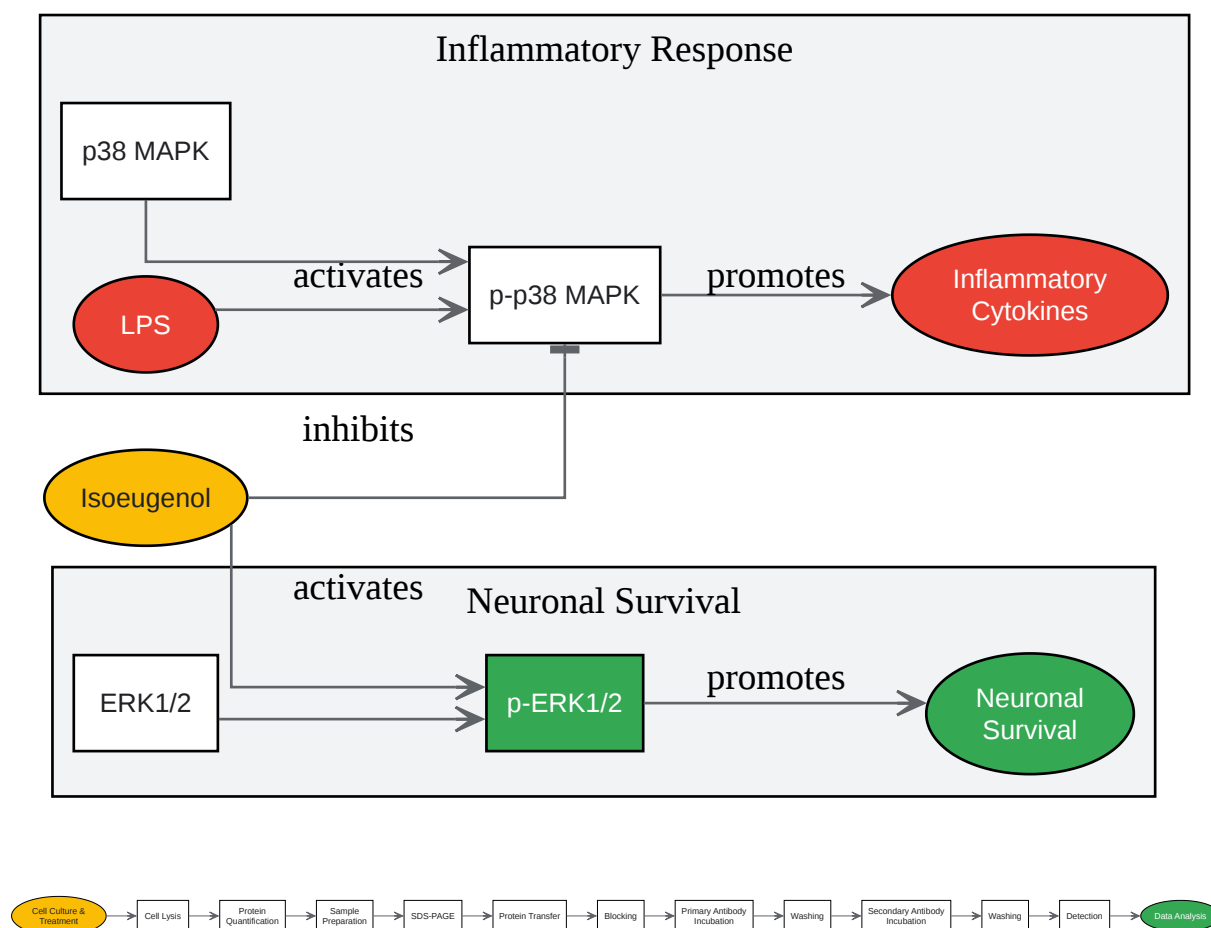 Inflammatory Response
p38 MAPK
activates
LPS
p-p38 MAPK
promotes
Inflammatory
Cytokines
inhibits
Isoeugenol
activates
Neuronal Survival
ERK1/2
p-ERK1/2
promotes
Neuronal
Survival
Cell Culture &
Treatment
Cell Lysis
Protein
Quantification
Sample
Preparation
SDS-PAGE
Protein Transfer
Blocking
Primary Antibody
Incubation
Washing
Secondary Antibody
Incubation
Washing
Detection
Data Analysis